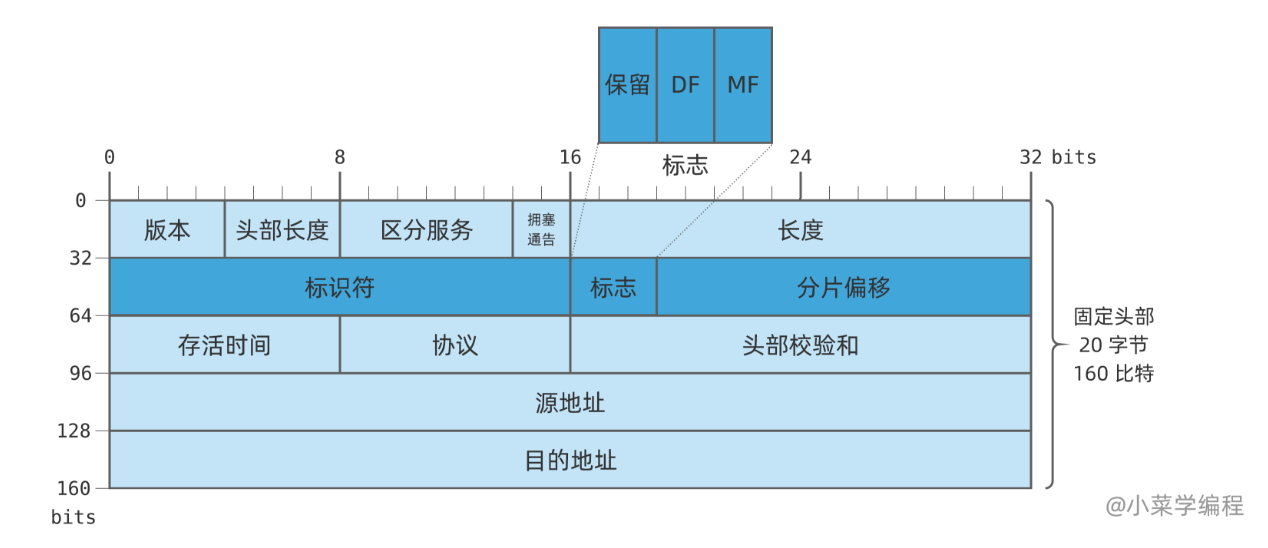 保留 DF MF
标志
0 8 16 24 32 bits
0
版本 头部长度 区分服务 拥塞 长度
通告
32
标识符 标志 分片偏移
64
存活时间 协议 头部校验和
96
源地址
128
目的地址
160
bits
固定头部
20 字节
160 比特
@小菜学编程